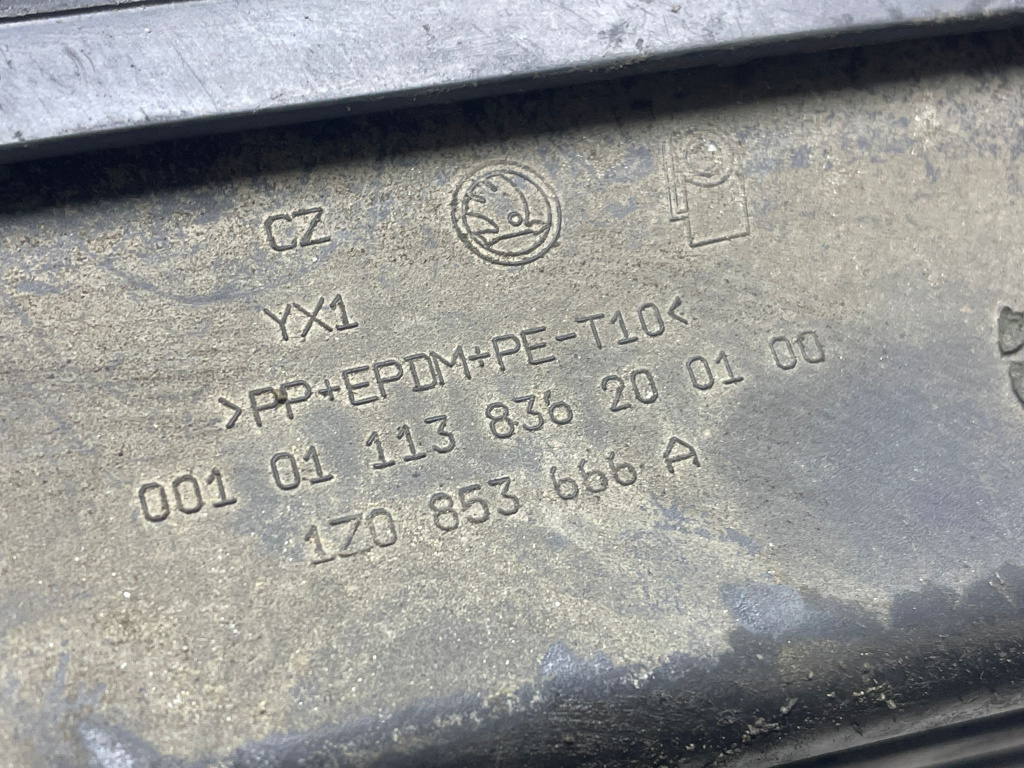 CZ
YX1
>PP+EPDM+PE-T10<
001 01 113 836 20 01 00
1Z0 853 666 A